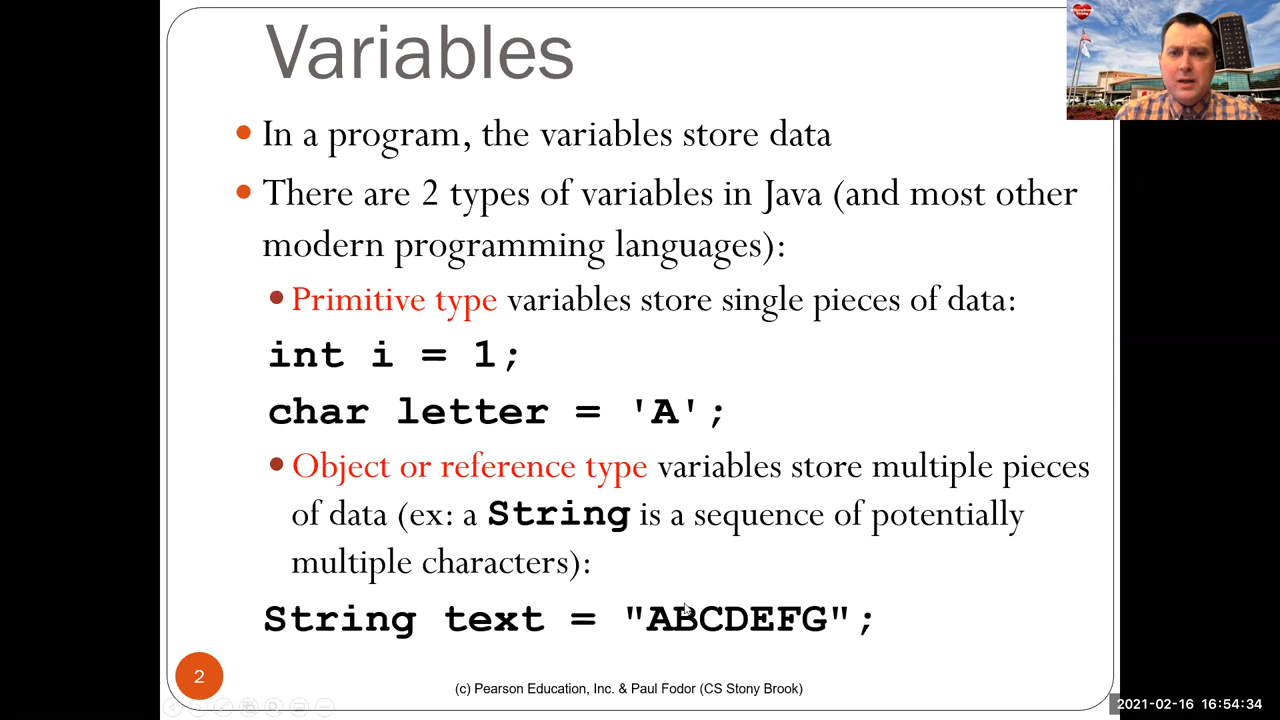 Variables
• In a program, the variables store data
• There are 2 types of variables in Java (and most other
modern programming languages):
• Primitive type variables store single pieces of data:
int i = 1;
char letter = 'A';
• Object or reference type variables store multiple pieces
of data (ex: a String is a sequence of potentially
multiple characters):
String text = "ABCDEFG";
2
(c) Pearson Education, Inc. & Paul Fodor (CS Stony Brook)
2021-02-16 16:54:34